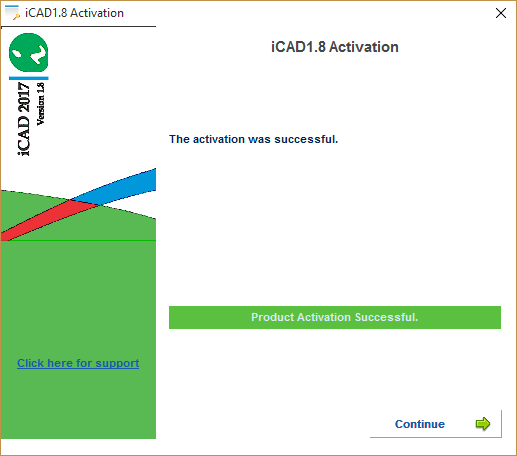 iCAD1.8 Activation
iCAD 2017
Version 1.8
iCAD1.8 Activation
The activation was successful.
Product Activation Successful.
Click here for support
Continue